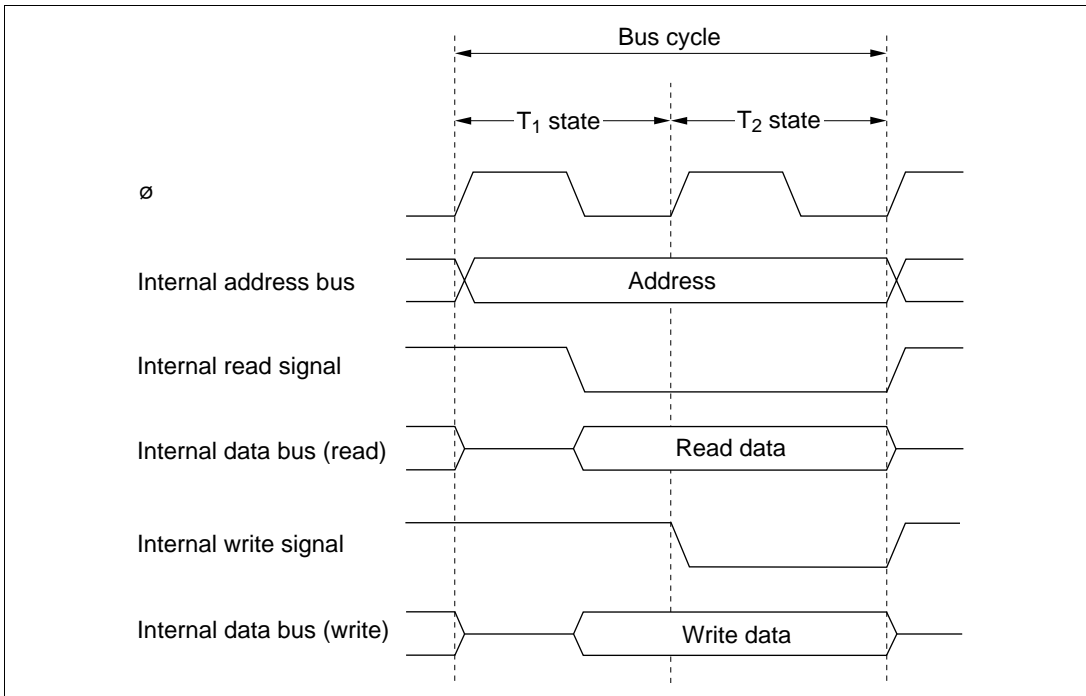 Bus cycle
T₁ state T₂ state
ø
Internal address bus Address
Internal read signal
Internal data bus (read) Read data
Internal write signal
Internal data bus (write) Write data